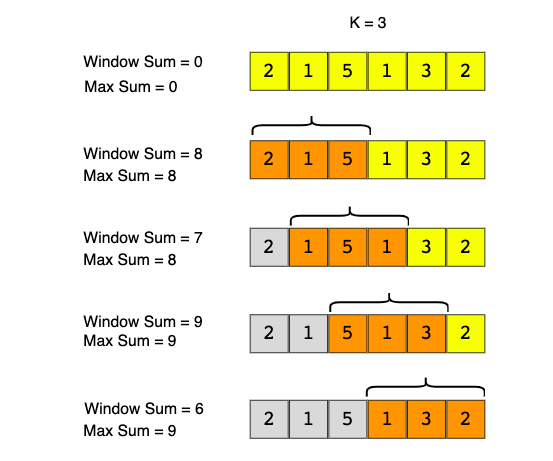 K = 3
Window Sum = 0
Max Sum = 0
2 1 5 1 3 2
Window Sum = 8
Max Sum = 8
2 1 5 1 3 2
Window Sum = 7
Max Sum = 8
2 1 5 1 3 2
Window Sum = 9
Max Sum = 9
2 1 5 1 3 2
Window Sum = 6
Max Sum = 9
2 1 5 1 3 2